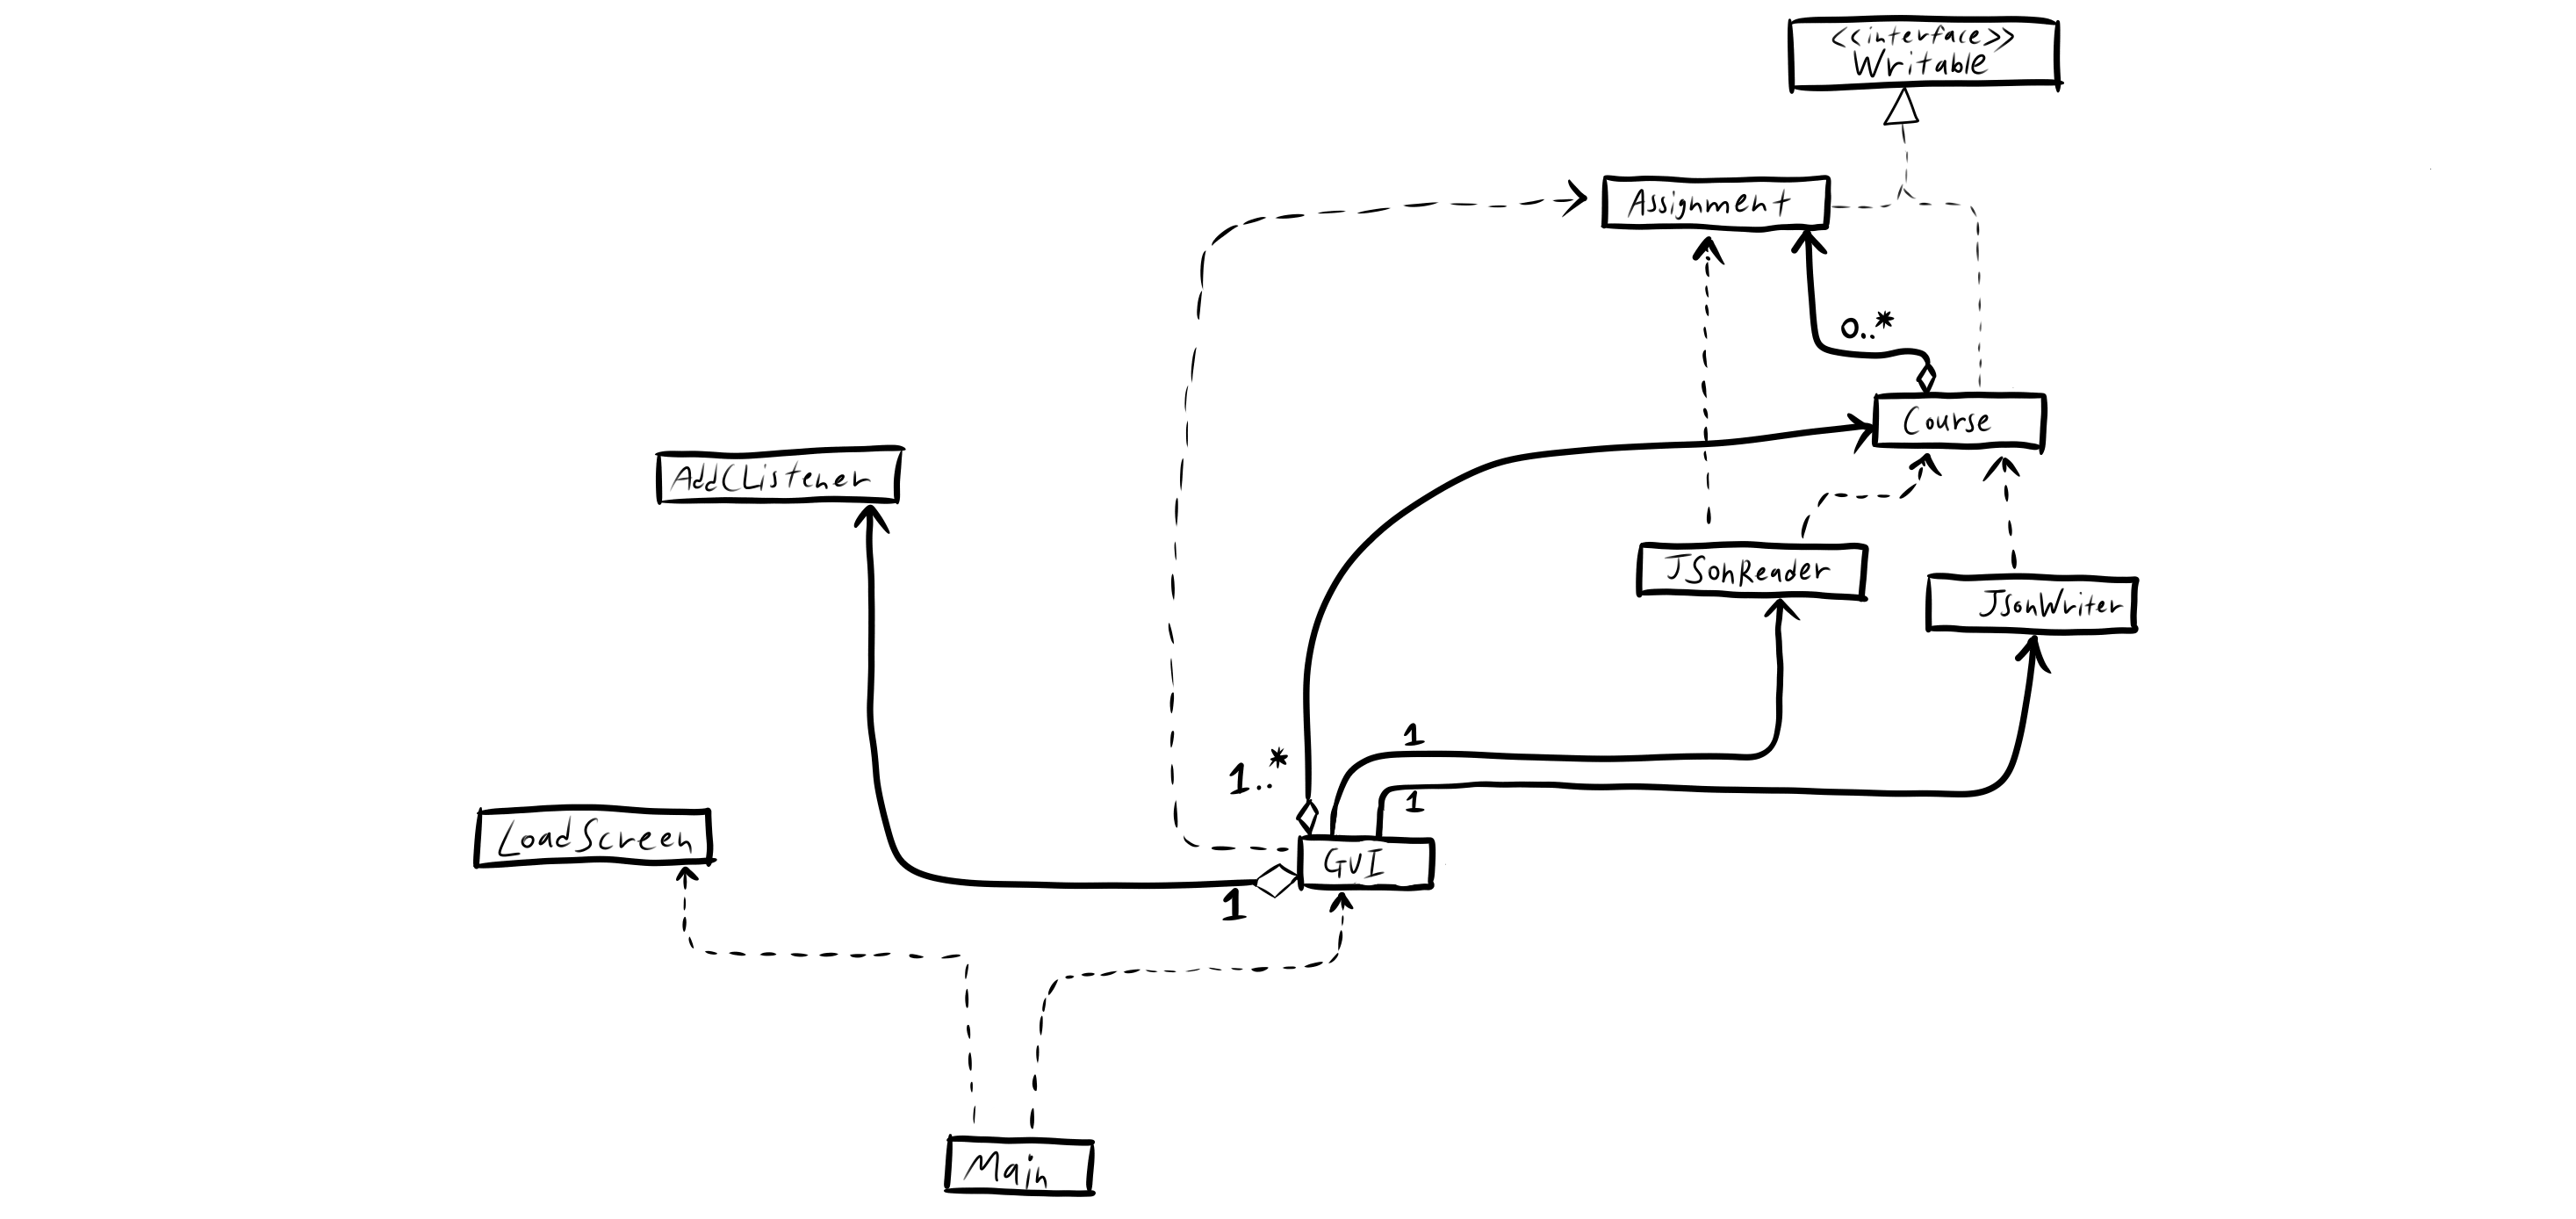 <<interface>>
Writable
Assignment
0..*
Course
AddCListener
JSonReader
JsonWriter
1
1..*
1
LoadScreen
GUI
1
Main